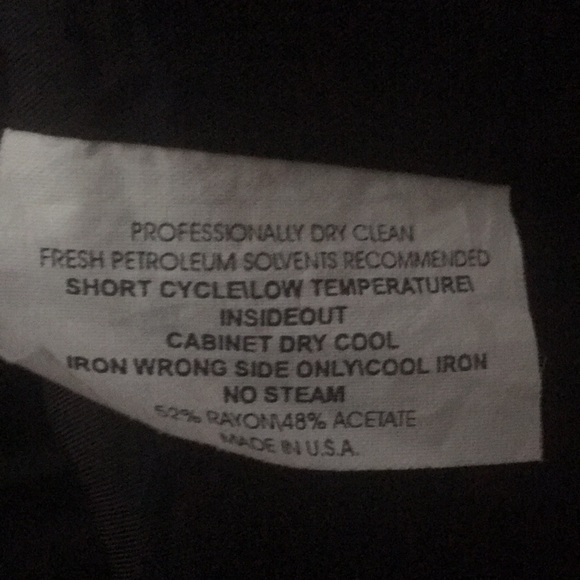 PROFESSIONALLY DRY CLEAN
FRESH PETROLEUM SOLVENTS RECOMMENDED
SHORT CYCLE\LOW TEMPERATURE\
INSIDEOUT
CABINET DRY COOL
IRON WRONG SIDE ONLY\COOL IRON
NO STEAM
52% RAYON\48% ACETATE
MADE IN U.S.A.